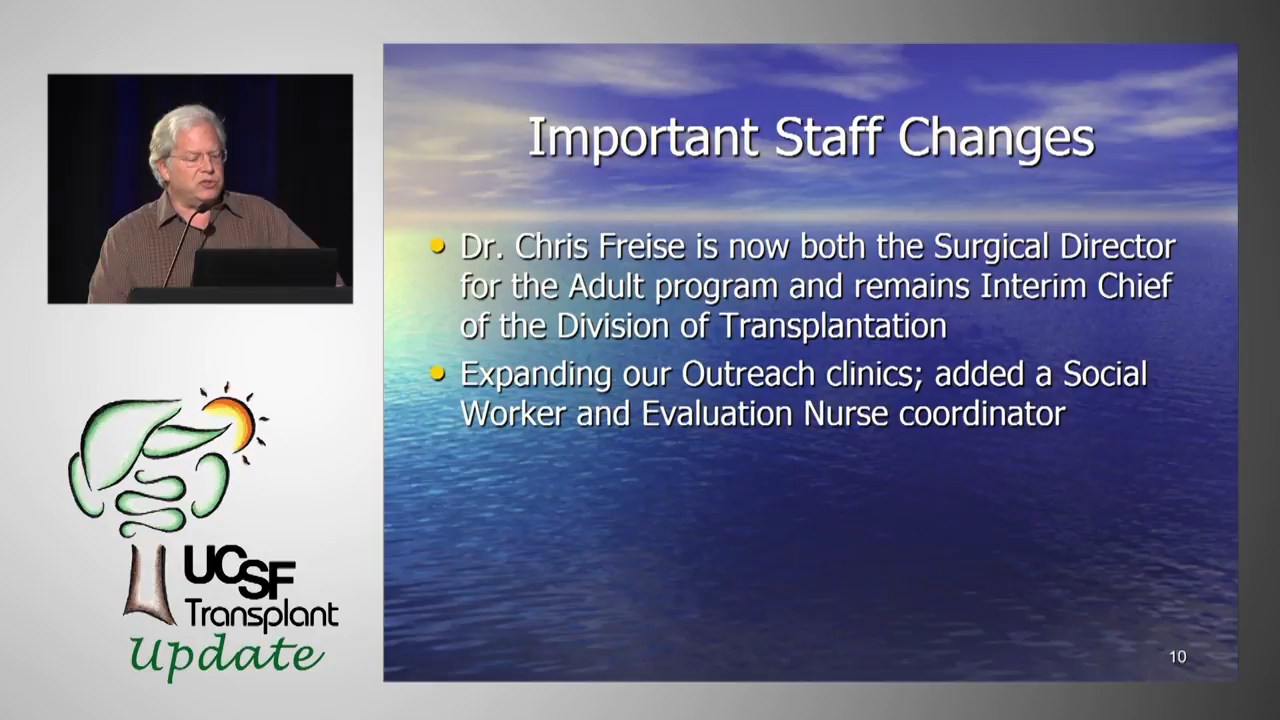 Important Staff Changes
Dr. Chris Freise is now both the Surgical Director
for the Adult program and remains Interim Chief
of the Division of Transplantation
Expanding our Outreach clinics; added a Social
Worker and Evaluation Nurse coordinator
10
UCSF
Transplant
Update